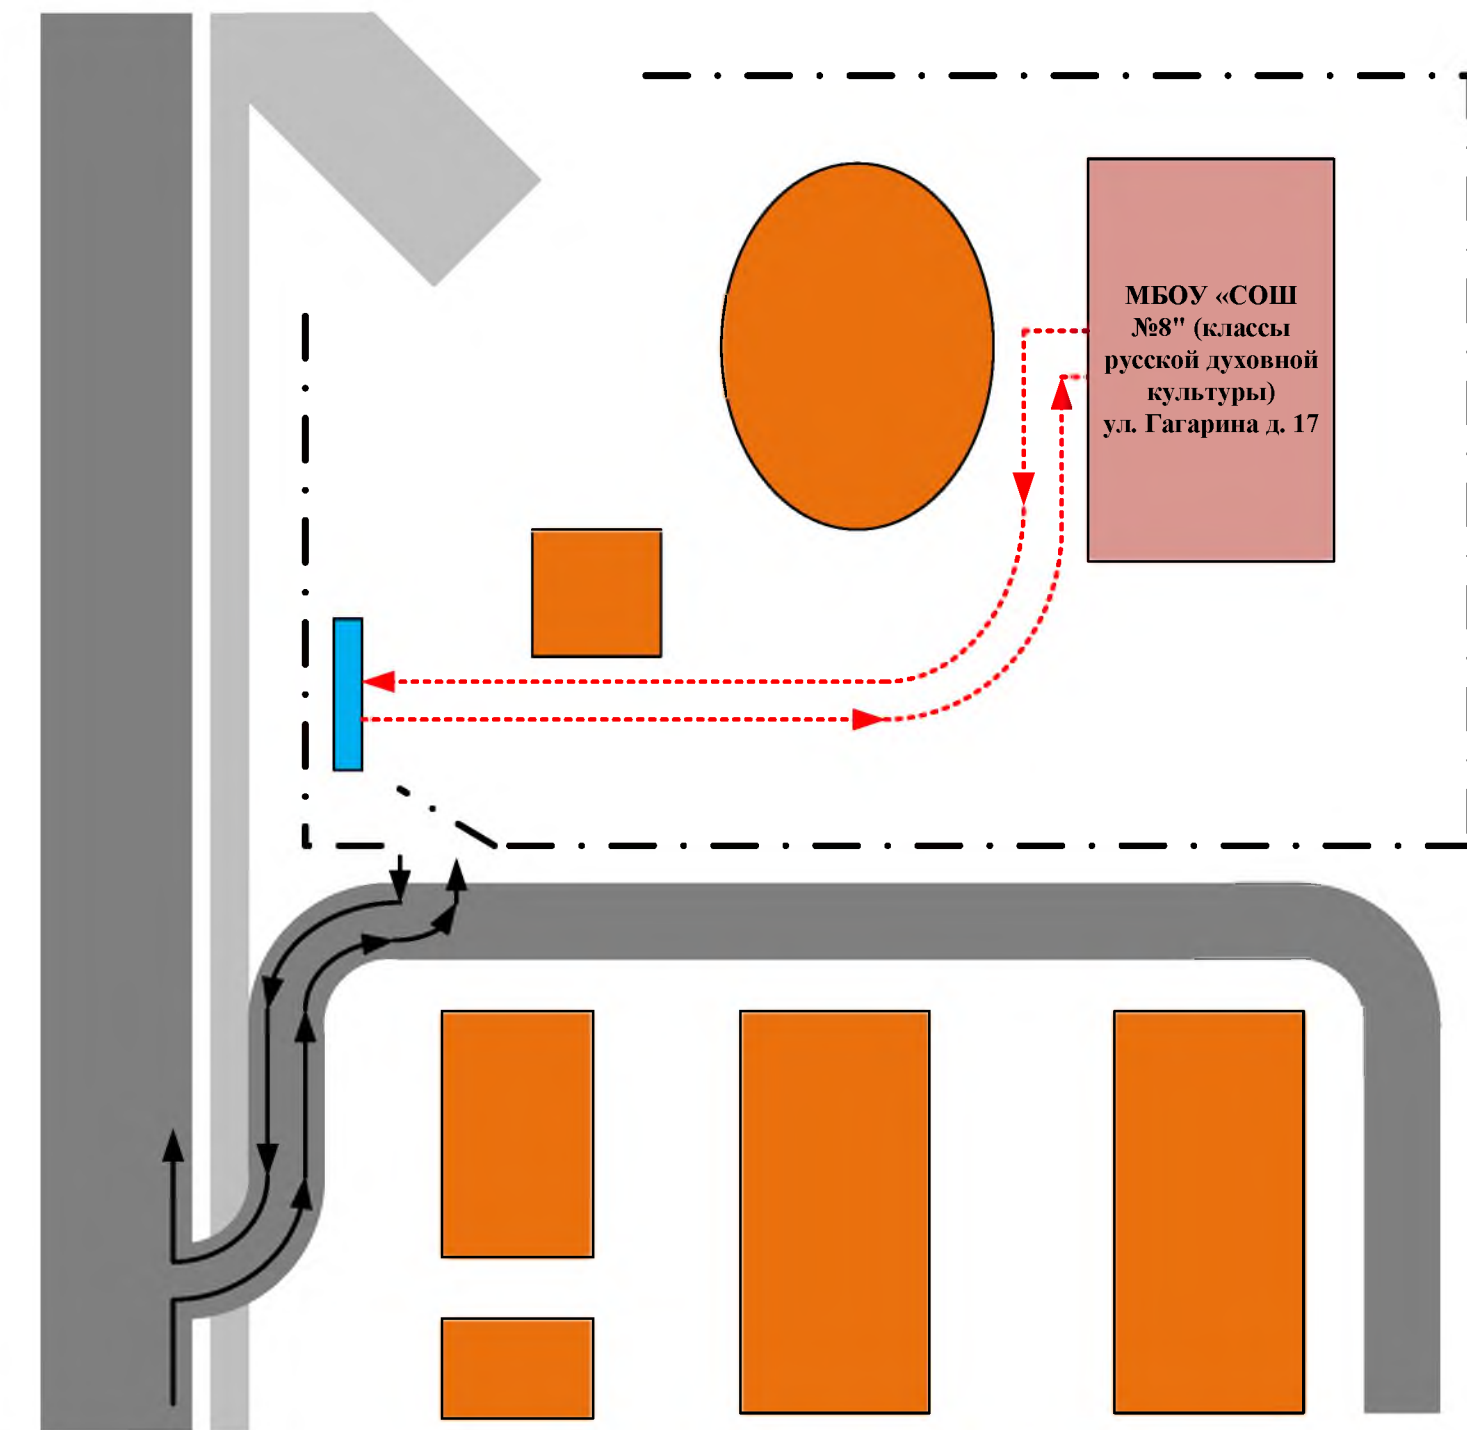 МБОУ «СОШ
№8" (классы
русской духовной
культуры)
ул. Гагарина д. 17